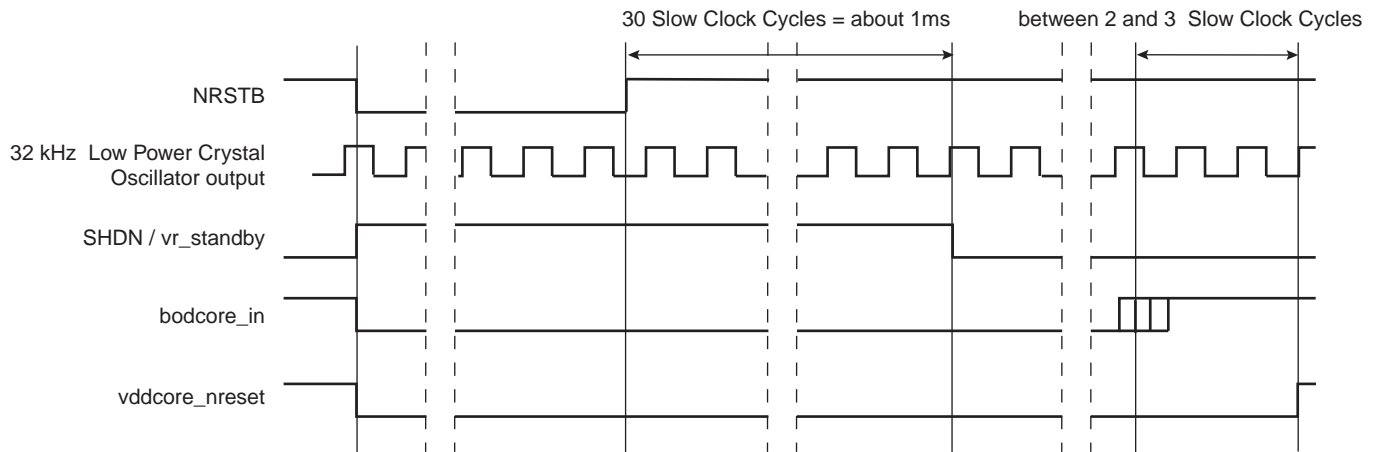 30 Slow Clock Cycles = about 1ms
between 2 and 3 Slow Clock Cycles
NRSTB
32 kHz Low Power Crystal
Oscillator output
SHDN / vr_standby
bodcore_in
vddcore_nreset